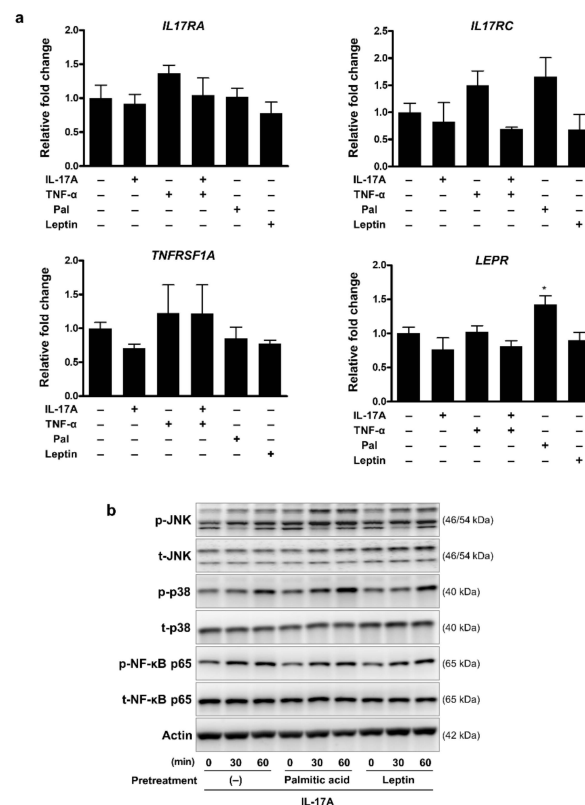 a
IL17RA
Relative fold change
2.0
1.5
1.0
0.5
0.0
IL-17A – + – + – –
TNF-α – – + + – –
Pal – – – – + –
Leptin – – – – – +
IL17RC
Relative fold change
2.0
1.5
1.0
0.5
0.0
IL-17A – + – + – –
TNF-α – – + + – –
Pal – – – – + –
Leptin – – – – – +
TNFRSF1A
Relative fold change
2.0
1.5
1.0
0.5
0.0
IL-17A – + – + – –
TNF-α – – + + – –
Pal – – – – + –
Leptin – – – – – +
LEPR
Relative fold change
2.0
1.5
1.0
0.5
0.0
*
IL-17A – + – + – –
TNF-α – – + + – –
Pal – – – – + –
Leptin – – – – – +
b
p-JNK (46/54 kDa)
t-JNK (46/54 kDa)
p-p38 (40 kDa)
t-p38 (40 kDa)
p-NF-κB p65 (65 kDa)
t-NF-κB p65 (65 kDa)
Actin (42 kDa)
(min) 0 30 60 0 30 60 0 30 60
Pretreatment (–) Palmitic acid Leptin
IL-17A